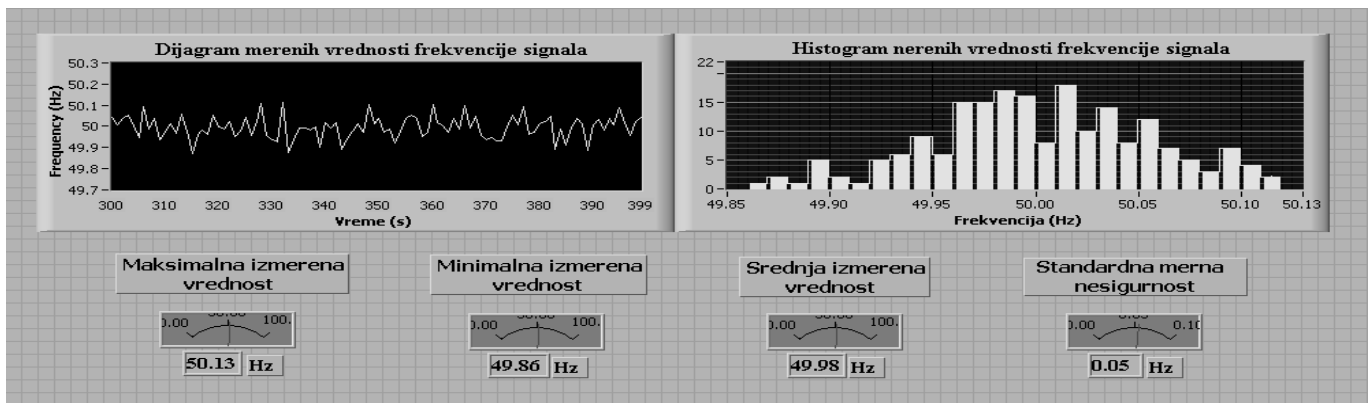 Dijagram merenih vrednosti frekvencije signala
50.3
50.2
50.1
50
49.9
49.8
49.7
Frequency (Hz)
300 310 320 330 340 350 360 370 380 390 399
Vreme (s)
Histogram nerenih vrednosti frekvencije signala
22
15
10
5
0
49.85 49.90 49.95 50.00 50.05 50.10 50.13
Frekvencija (Hz)
Maksimalna izmerena
vrednost
50.13 Hz
Minimalna izmerena
vrednost
49.86 Hz
Srednja izmerena
vrednost
49.98 Hz
Standardna merna
nesigurnost
0.05 Hz